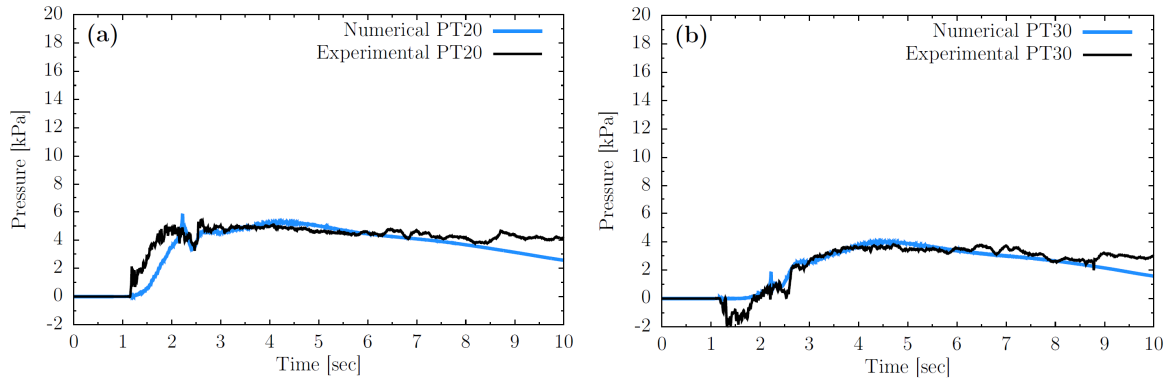 (a)
Numerical PT20
Experimental PT20
20
18
16
14
12
10
8
6
4
2
0
-2
Pressure [kPa]
0 1 2 3 4 5 6 7 8 9 10
Time [sec]
(b)
Numerical PT30
Experimental PT30
20
18
16
14
12
10
8
6
4
2
0
-2
Pressure [kPa]
0 1 2 3 4 5 6 7 8 9 10
Time [sec]